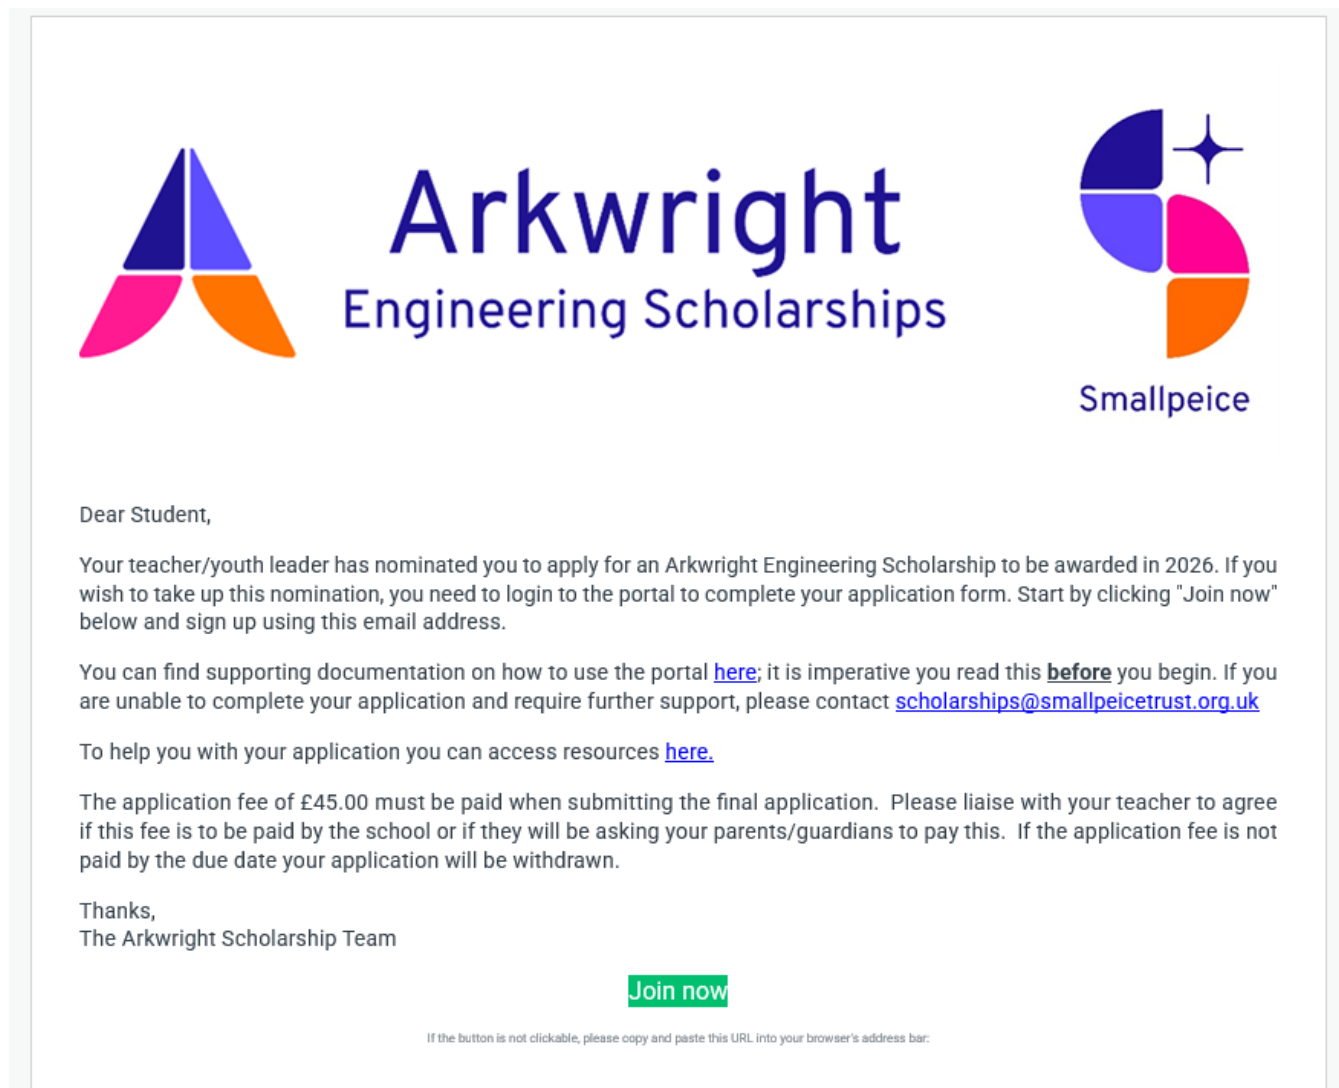 Arkwright
Engineering Scholarships
Smallpeice
Dear Student,
Your teacher/youth leader has nominated you to apply for an Arkwright Engineering Scholarship to be awarded in 2026. If you
wish to take up this nomination, you need to login to the portal to complete your application form. Start by clicking "Join now"
below and sign up using this email address.
You can find supporting documentation on how to use the portal here; it is imperative you read this before you begin. If you
are unable to complete your application and require further support, please contact scholarships@smallpeicetrust.org.uk
To help you with your application you can access resources here.
The application fee of £45.00 must be paid when submitting the final application.  Please liaise with your teacher to agree
if this fee is to be paid by the school or if they will be asking your parents/guardians to pay this.  If the application fee is not
paid by the due date your application will be withdrawn.
Thanks,
The Arkwright Scholarship Team
Join now
If the button is not clickable, please copy and paste this URL into your browser's address bar: